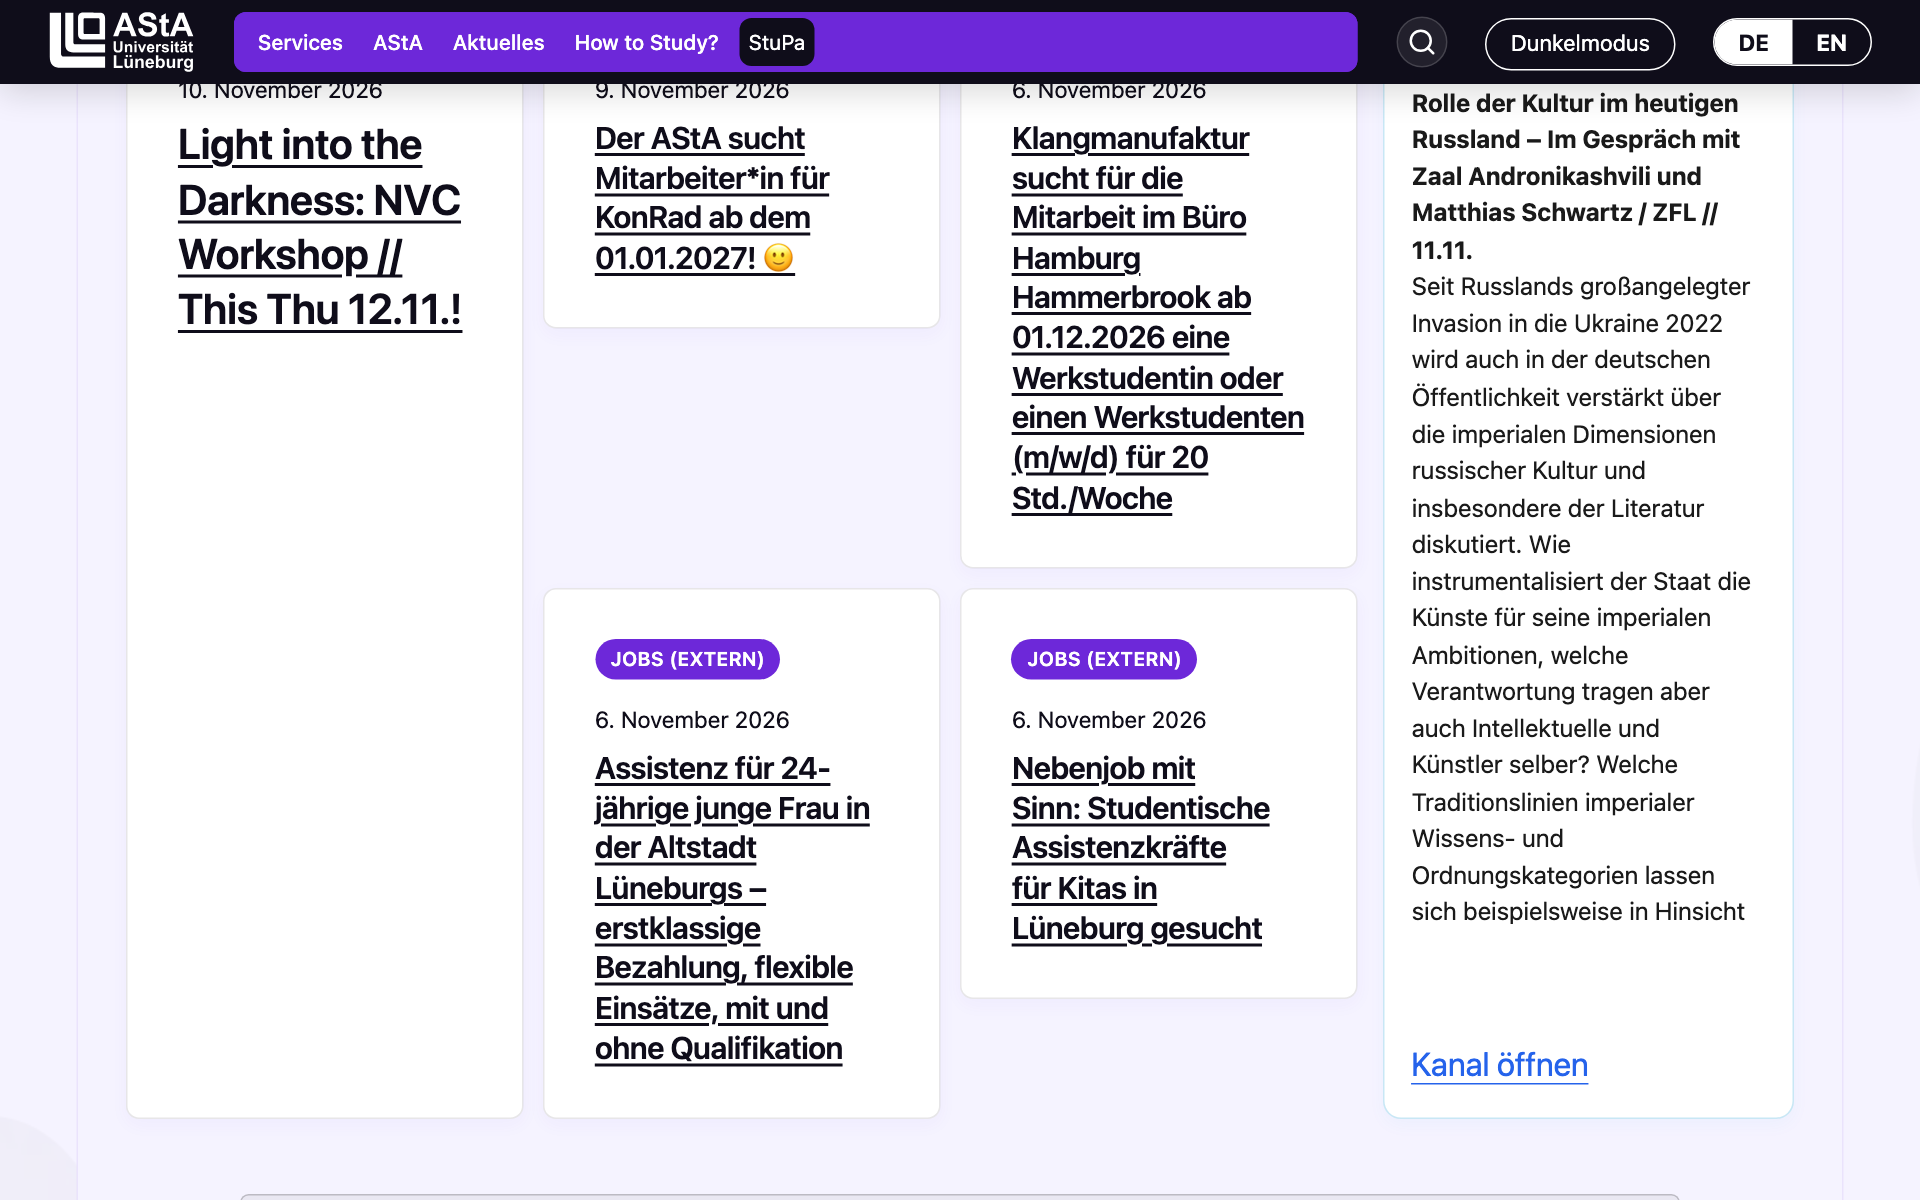 AStA
Universität
Lüneburg
Services
AStA
Aktuelles
How to Study?
StuPa
Dunkelmodus
DE
EN
10. November 2026
Light into the
Darkness: NVC
Workshop //
This Thu 12.11.!
9. November 2026
Der AStA sucht
Mitarbeiter*in für
KonRad ab dem
01.01.2027! 🙂
6. November 2026
Klangmanufaktur
sucht für die
Mitarbeit im Büro
Hamburg
Hammerbrook ab
01.12.2026 eine
Werkstudentin oder
einen Werkstudenten
(m/w/d) für 20
Std./Woche
JOBS (EXTERN)
6. November 2026
Assistenz für 24-
jährige junge Frau in
der Altstadt
Lüneburgs –
erstklassige
Bezahlung, flexible
Einsätze, mit und
ohne Qualifikation
JOBS (EXTERN)
6. November 2026
Nebenjob mit
Sinn: Studentische
Assistenzkräfte
für Kitas in
Lüneburg gesucht
Rolle der Kultur im heutigen
Russland – Im Gespräch mit
Zaal Andronikashvili und
Matthias Schwartz / ZFL //
11.11.
Seit Russlands großangelegter
Invasion in die Ukraine 2022
wird auch in der deutschen
Öffentlichkeit verstärkt über
die imperialen Dimensionen
russischer Kultur und
insbesondere der Literatur
diskutiert. Wie
instrumentalisiert der Staat die
Künste für seine imperialen
Ambitionen, welche
Verantwortung tragen aber
auch Intellektuelle und
Künstler selber? Welche
Traditionslinien imperialer
Wissens- und
Ordnungskategorien lassen
sich beispielsweise in Hinsicht
Kanal öffnen